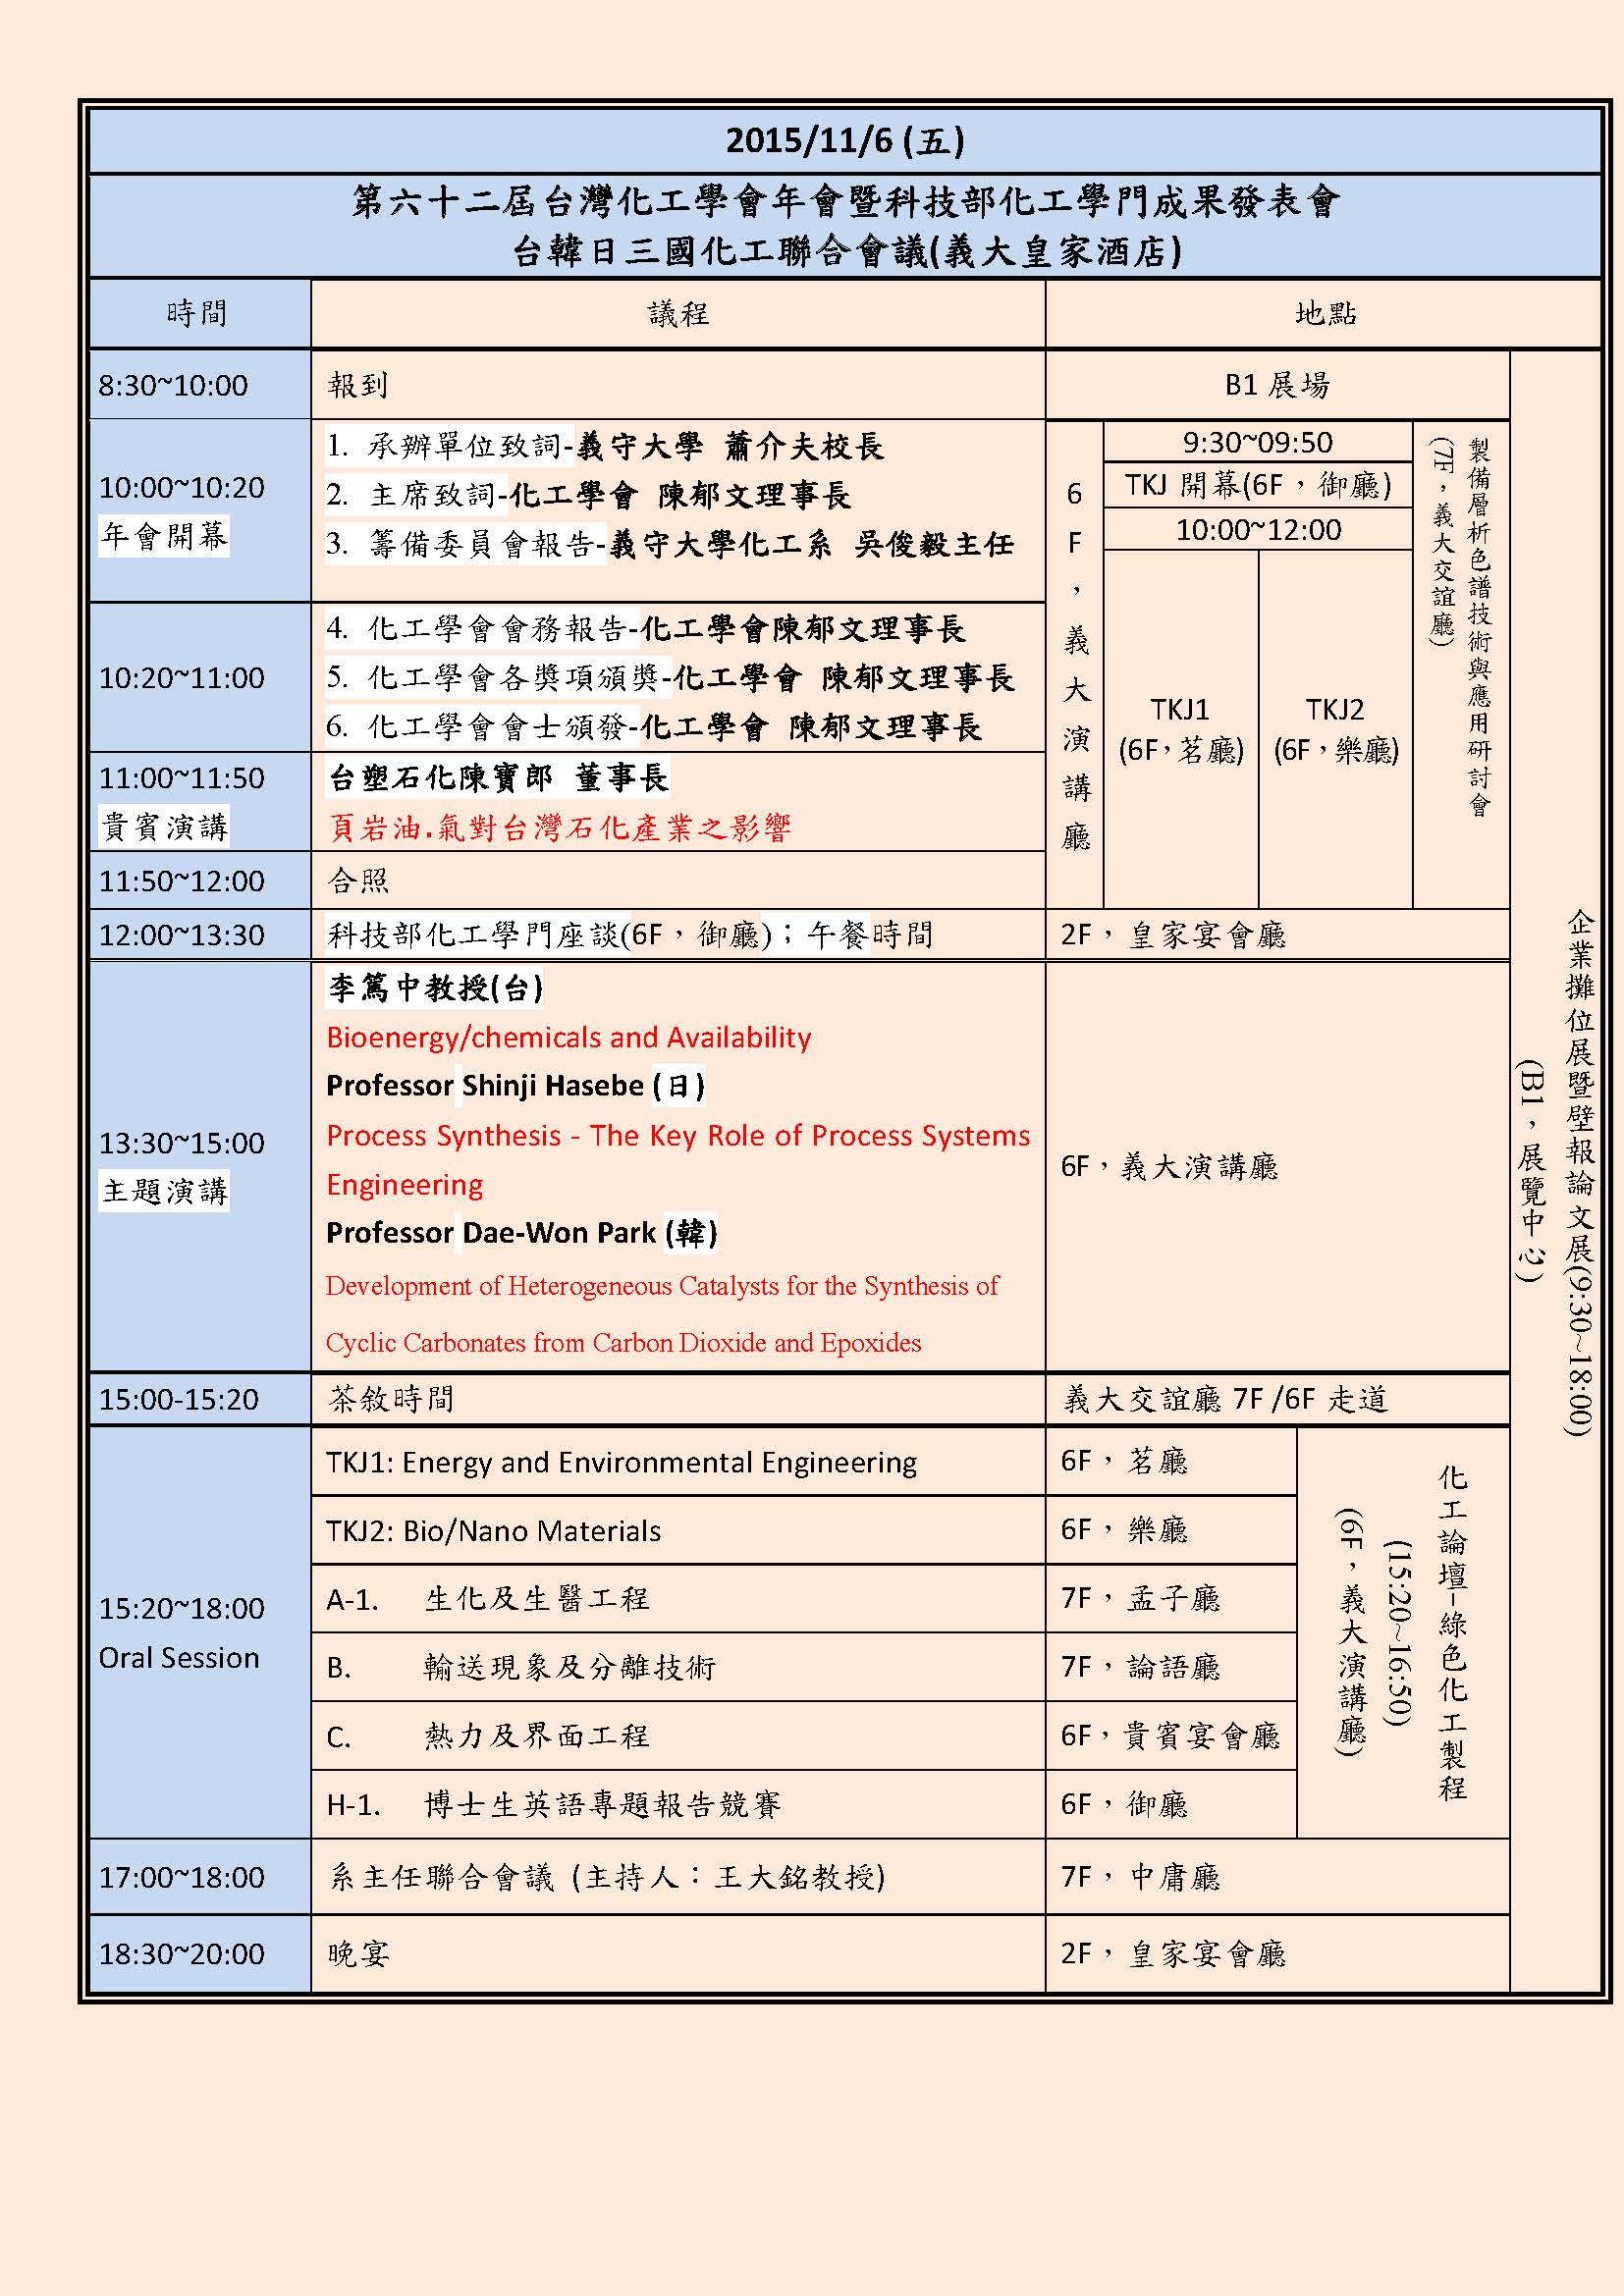 2015/11/6 (五)
第六十二屆台灣化工學會年會暨科技部化工學門成果發表會
台韓日三國化工聯合會議(義大皇家酒店)
時間
議程
地點
8:30~10:00
報到
B1 展場
10:00~10:20
年會開幕
1. 承辦單位致詞-義守大學 蕭介夫校長
2. 主席致詞-化工學會 陳郁文理事長
3. 籌備委員會報告-義守大學化工系 吳俊毅主任
10:20~11:00
4. 化工學會會務報告-化工學會陳郁文理事長
5. 化工學會各獎項頒獎-化工學會 陳郁文理事長
6. 化工學會會士頒發-化工學會 陳郁文理事長
11:00~11:50
貴賓演講
台塑石化陳寶郎 董事長
頁岩油.氣對台灣石化產業之影響
11:50~12:00
合照
6F，義大演講廳
9:30~09:50
TKJ 開幕(6F，御廳)
10:00~12:00
TKJ1
(6F，茗廳)
TKJ2
(6F，樂廳)
製備層析色譜技術與應用研討會
(7F，義大交誼廳)
12:00~13:30
科技部化工學門座談(6F，御廳)；午餐時間
2F，皇家宴會廳
13:30~15:00
主題演講
李篤中教授(台)
Bioenergy/chemicals and Availability
Professor Shinji Hasebe (日)
Process Synthesis - The Key Role of Process Systems
Engineering
Professor Dae-Won Park (韓)
Development of Heterogeneous Catalysts for the Synthesis of
Cyclic Carbonates from Carbon Dioxide and Epoxides
6F，義大演講廳
15:00-15:20
茶敘時間
義大交誼廳 7F /6F 走道
15:20~18:00
Oral Session
TKJ1: Energy and Environmental Engineering
6F，茗廳
TKJ2: Bio/Nano Materials
6F，樂廳
A-1. 生化及生醫工程
7F，孟子廳
B. 輸送現象及分離技術
7F，論語廳
C. 熱力及界面工程
6F，貴賓宴會廳
H-1. 博士生英語專題報告競賽
6F，御廳
化工論壇–綠色化工製程
(15:20~16:50)
(6F，義大演講廳)
17:00~18:00
系主任聯合會議 (主持人：王大銘教授)
7F，中庸廳
18:30~20:00
晚宴
2F，皇家宴會廳
企業攤位展暨壁報論文展(9:30~18:00)
(B1，展覽中心)